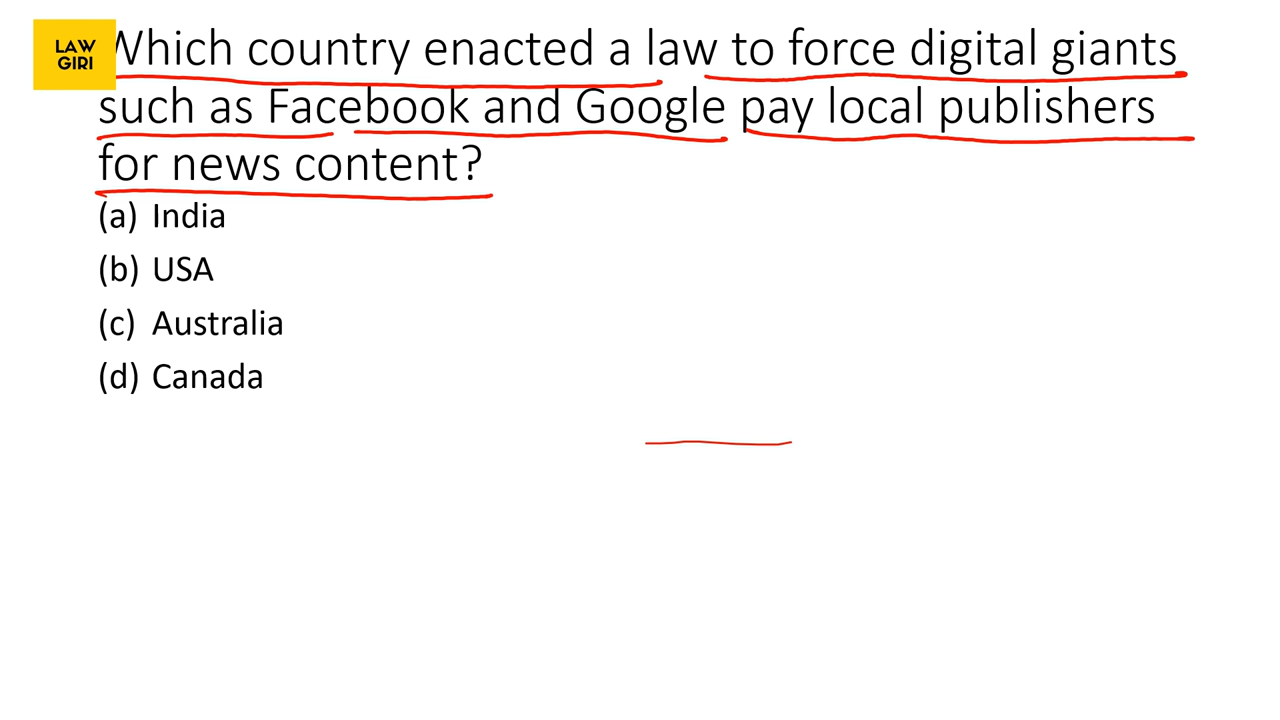 LAW
GIRI
Which country enacted a law to force digital giants
such as Facebook and Google pay local publishers
for news content?
(a) India
(b) USA
(c) Australia
(d) Canada